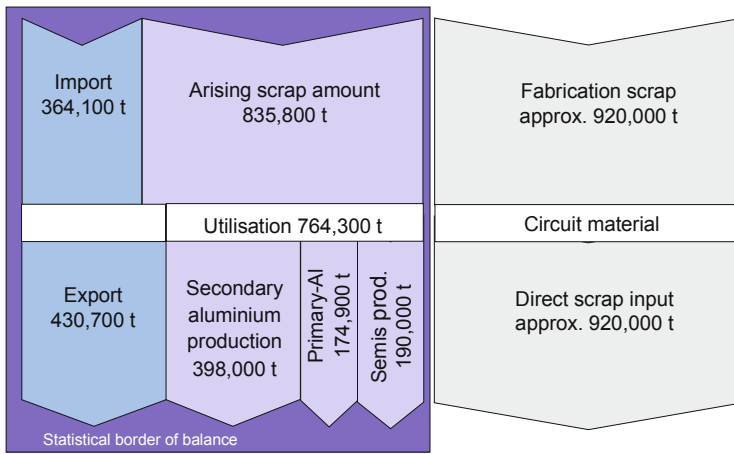 Import
364,100 t
Arising scrap amount
835,800 t
Fabrication scrap
approx. 920,000 t
Utilisation 764,300 t
Circuit material
Export
430,700 t
Secondary
aluminium
production
398,000 t
Primary-Al
174,900 t
Semis prod.
190,000 t
Direct scrap input
approx. 920,000 t
Statistical border of balance